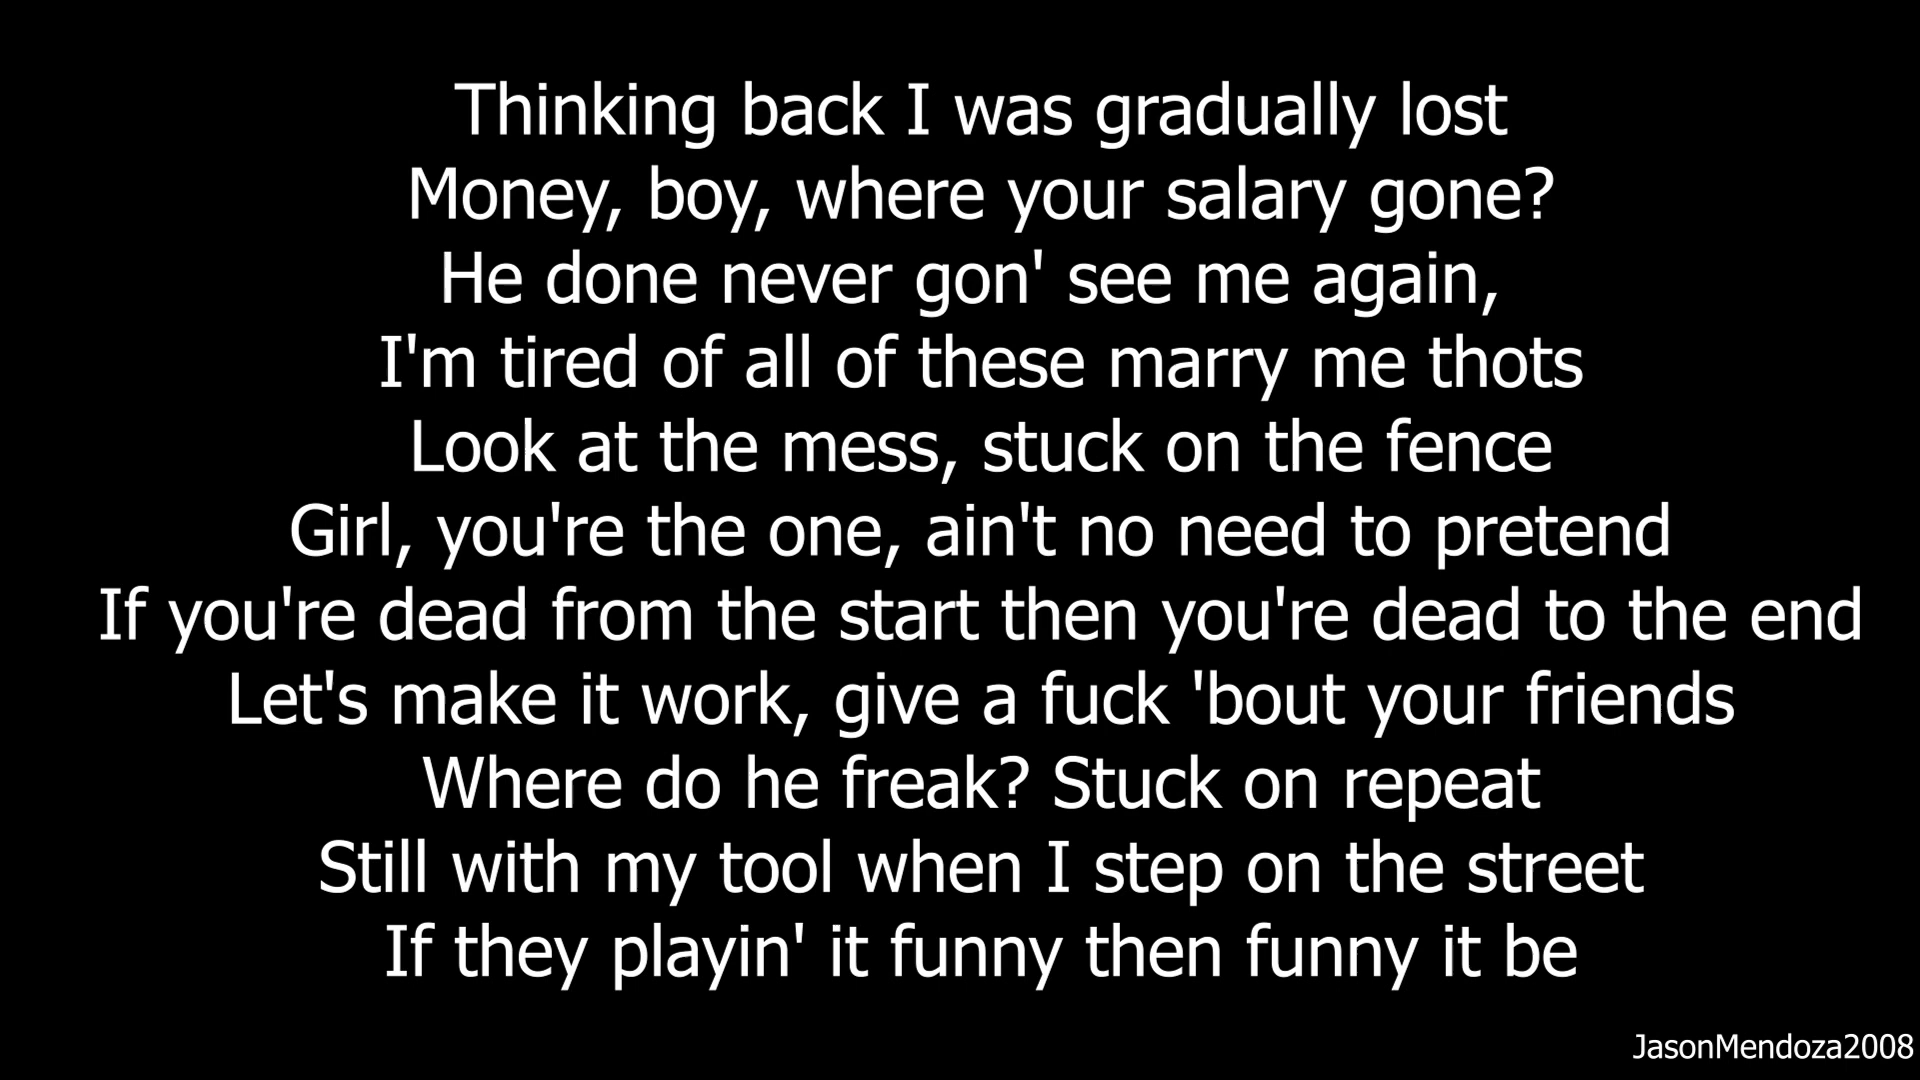 Thinking back I was gradually lost
Money, boy, where your salary gone?
He done never gon' see me again,
I'm tired of all of these marry me thots
Look at the mess, stuck on the fence
Girl, you're the one, ain't no need to pretend
If you're dead from the start then you're dead to the end
Let's make it work, give a fuck 'bout your friends
Where do he freak? Stuck on repeat
Still with my tool when I step on the street
If they playin' it funny then funny it be
JasonMendoza2008